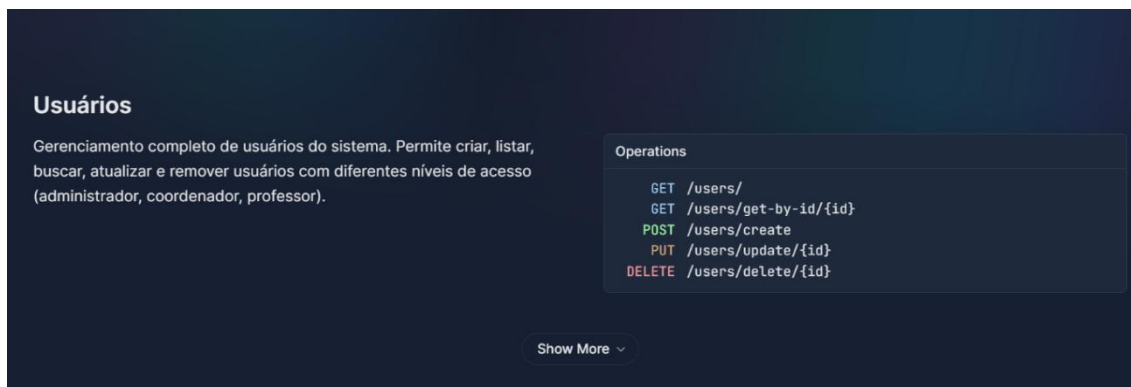 Usuários
Gerenciamento completo de usuários do sistema. Permite criar, listar,
buscar, atualizar e remover usuários com diferentes níveis de acesso
(administrador, coordenador, professor).
Operations
GET /users/
GET /users/get-by-id/{id}
POST /users/create
PUT /users/update/{id}
DELETE /users/delete/{id}
Show More